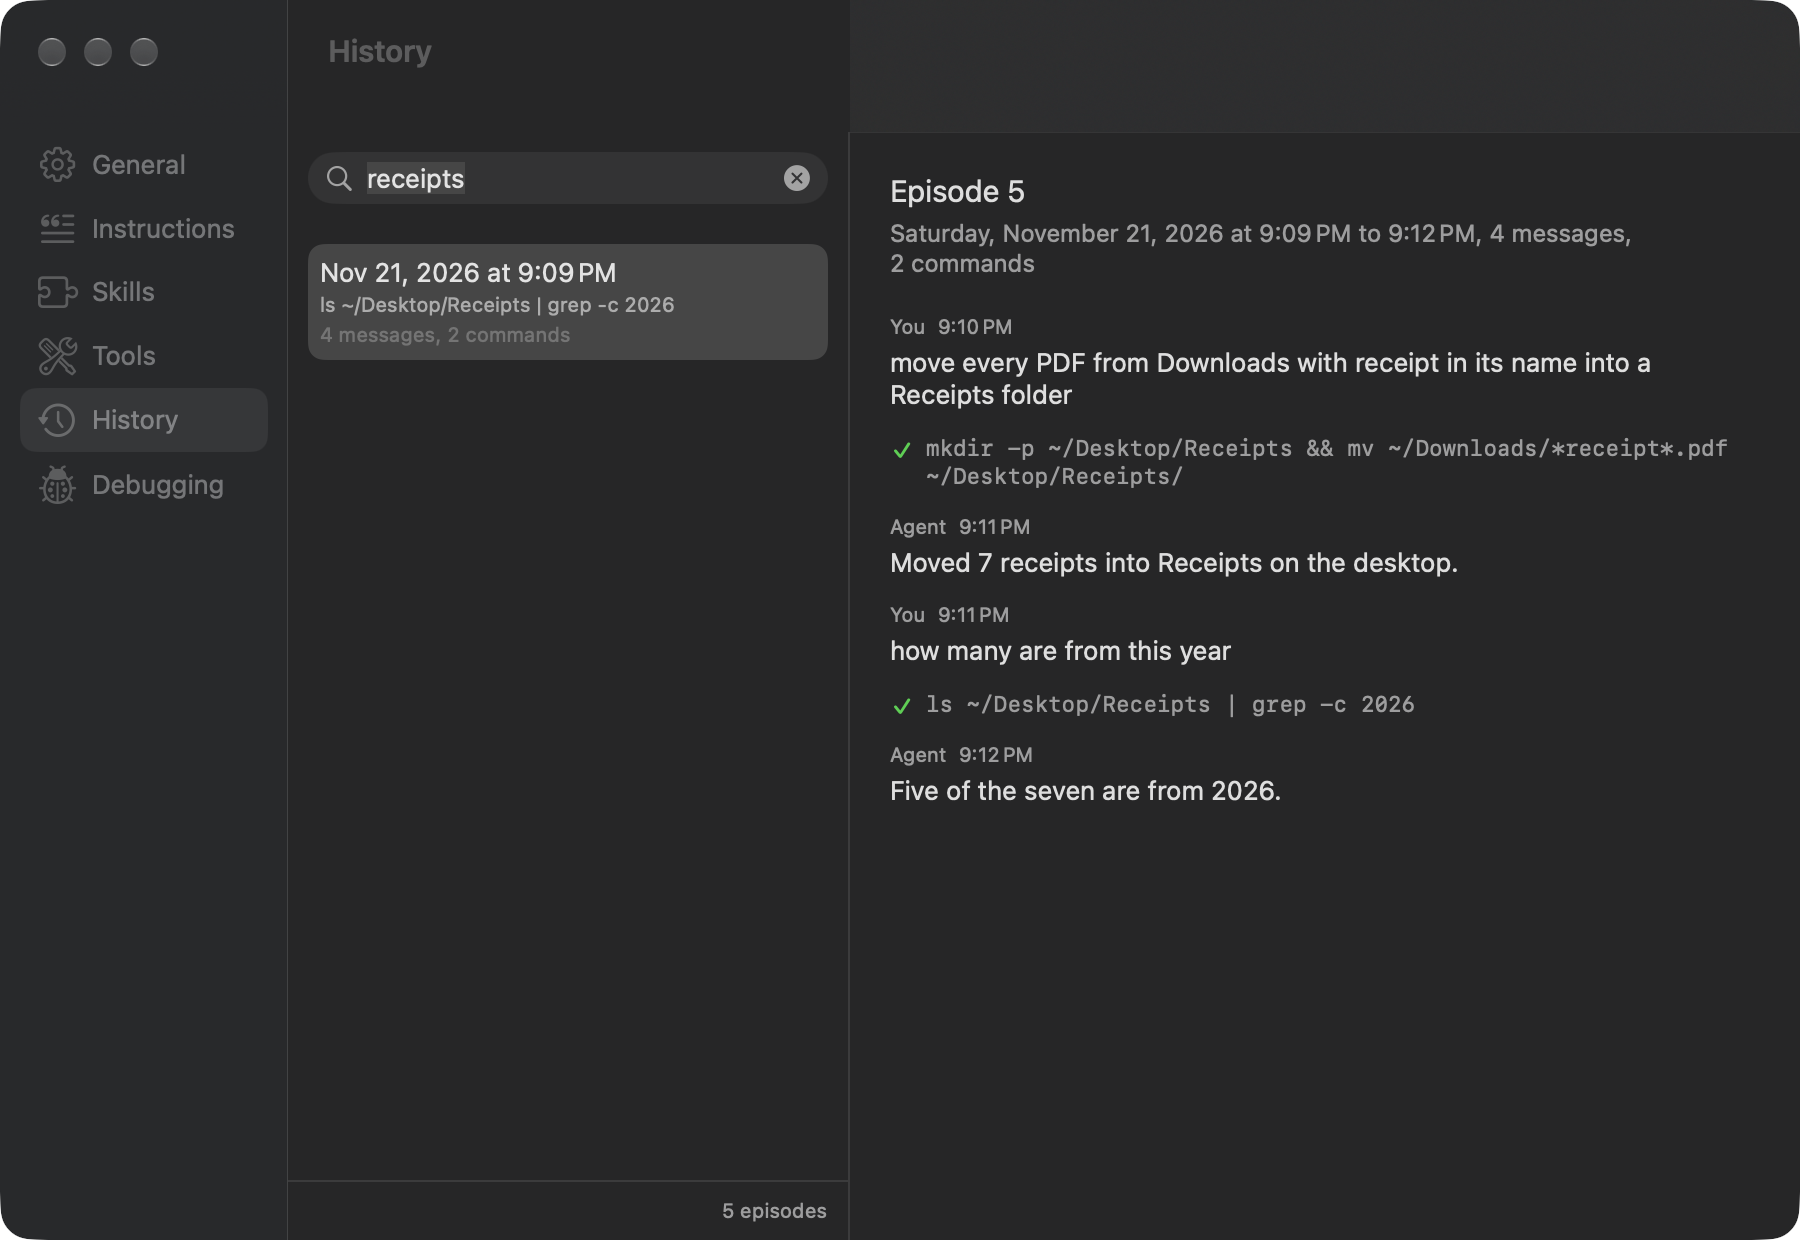 History
General
Instructions
Skills
Tools
History
Debugging
receipts
Nov 21, 2026 at 9:09 PM
ls ~/Desktop/Receipts | grep -c 2026
4 messages, 2 commands
5 episodes
Episode 5
Saturday, November 21, 2026 at 9:09 PM to 9:12 PM, 4 messages,
2 commands
You 9:10 PM
move every PDF from Downloads with receipt in its name into a
Receipts folder
mkdir -p ~/Desktop/Receipts && mv ~/Downloads/*receipt*.pdf
~/Desktop/Receipts/
Agent 9:11 PM
Moved 7 receipts into Receipts on the desktop.
You 9:11 PM
how many are from this year
ls ~/Desktop/Receipts | grep -c 2026
Agent 9:12 PM
Five of the seven are from 2026.